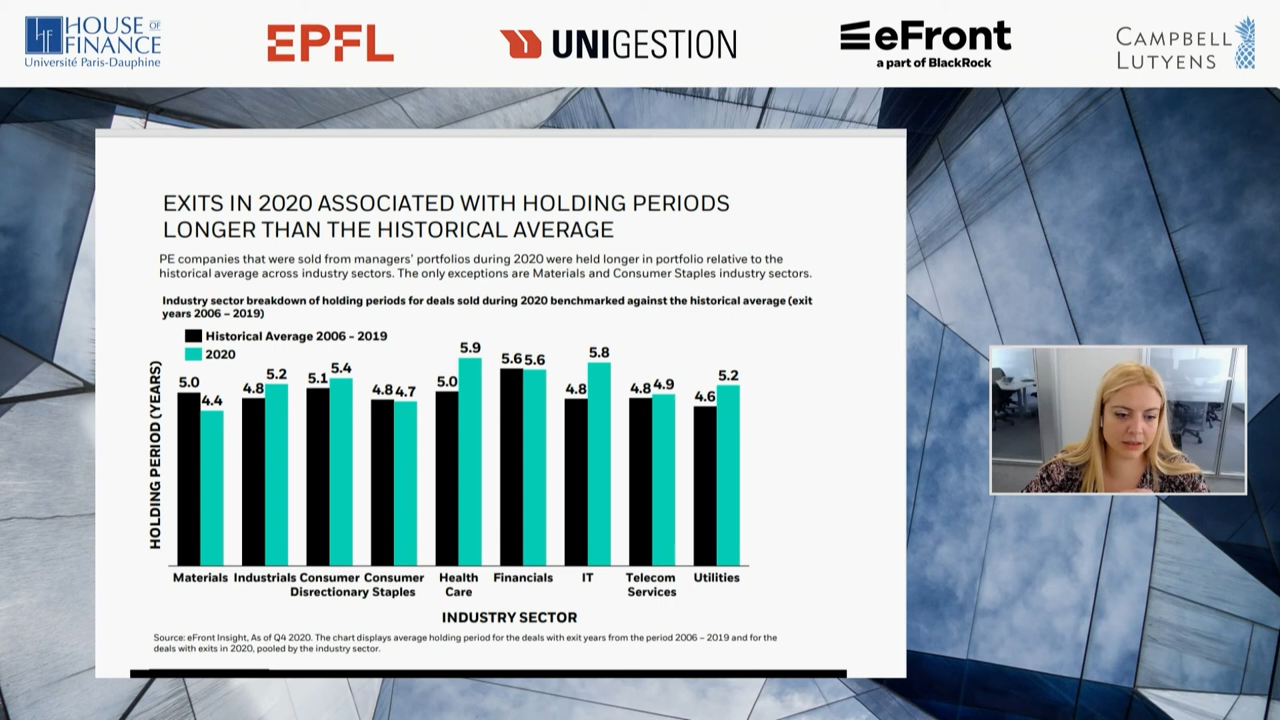 HOUSE OF
FINANCE
Université Paris-Dauphine
EPFL
UNIGESTION
eFront
a part of BlackRock
CAMPBELL
LUTYENS
EXITS IN 2020 ASSOCIATED WITH HOLDING PERIODS
LONGER THAN THE HISTORICAL AVERAGE
PE companies that were sold from managers' portfolios during 2020 were held longer in portfolio relative to the
historical average across industry sectors. The only exceptions are Materials and Consumer Staples industry sectors.
Industry sector breakdown of holding periods for deals sold during 2020 benchmarked against the historical average (exit
years 2006 – 2019)
Historical Average 2006 - 2019
2020
HOLDING PERIOD (YEARS)
5.0 4.4 4.8 5.2 5.1 5.4 4.8 4.7 5.0 5.9 5.6 5.6 4.8 5.8 4.8 4.9 4.6 5.2
Materials Industrials Consumer Consumer Health Financials IT Telecom Utilities
Disrectionary Staples Care Services
INDUSTRY SECTOR
Source: eFront Insight, As of Q4 2020. The chart displays average holding period for the deals with exit years from the period 2006 – 2019 and for the
deals with exits in 2020, pooled by the industry sector.